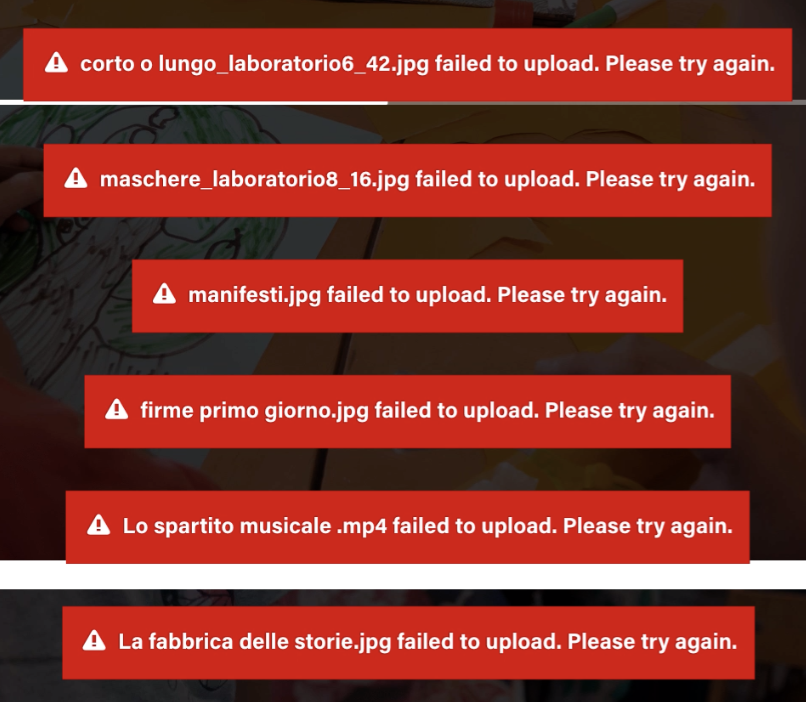 corto o lungo_laboratorio6_42.jpg failed to upload. Please try again.
maschere_laboratorio8_16.jpg failed to upload. Please try again.
manifesti.jpg failed to upload. Please try again.
firme primo giorno.jpg failed to upload. Please try again.
Lo spartito musicale .mp4 failed to upload. Please try again.
La fabbrica delle storie.jpg failed to upload. Please try again.